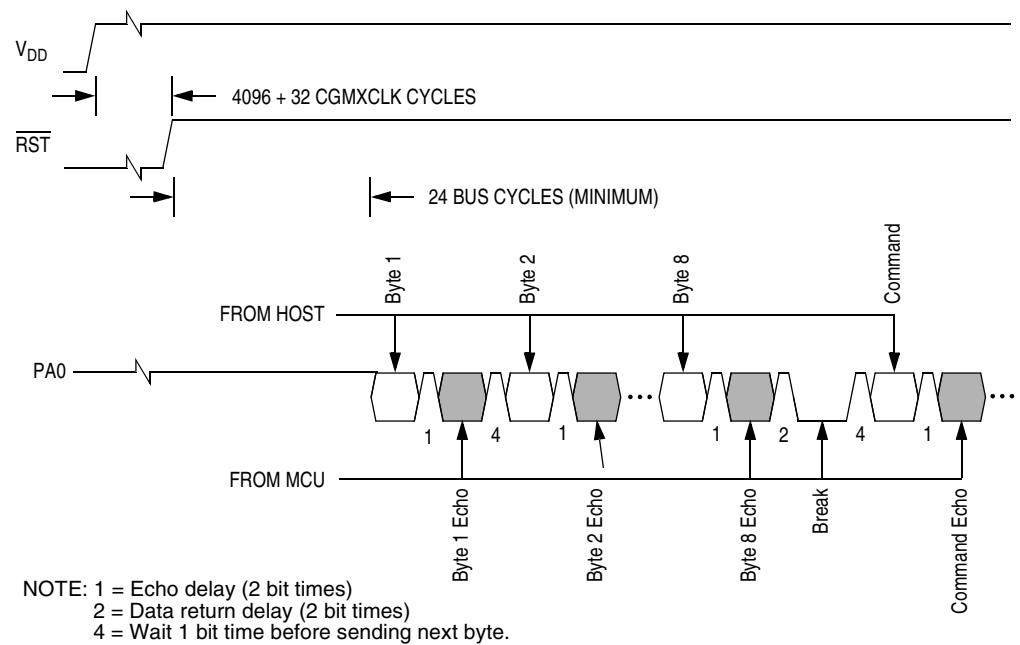 VDD
4096 + 32 CGMXCLK CYCLES
RST
24 BUS CYCLES (MINIMUM)
Byte 1
Byte 2
Byte 8
Command
FROM HOST
PA0
1
4
1
1
2
4
1
FROM MCU
Byte 1 Echo
Byte 2 Echo
Byte 8 Echo
Break
Command Echo
NOTE: 1 = Echo delay (2 bit times)
2 = Data return delay (2 bit times)
4 = Wait 1 bit time before sending next byte.